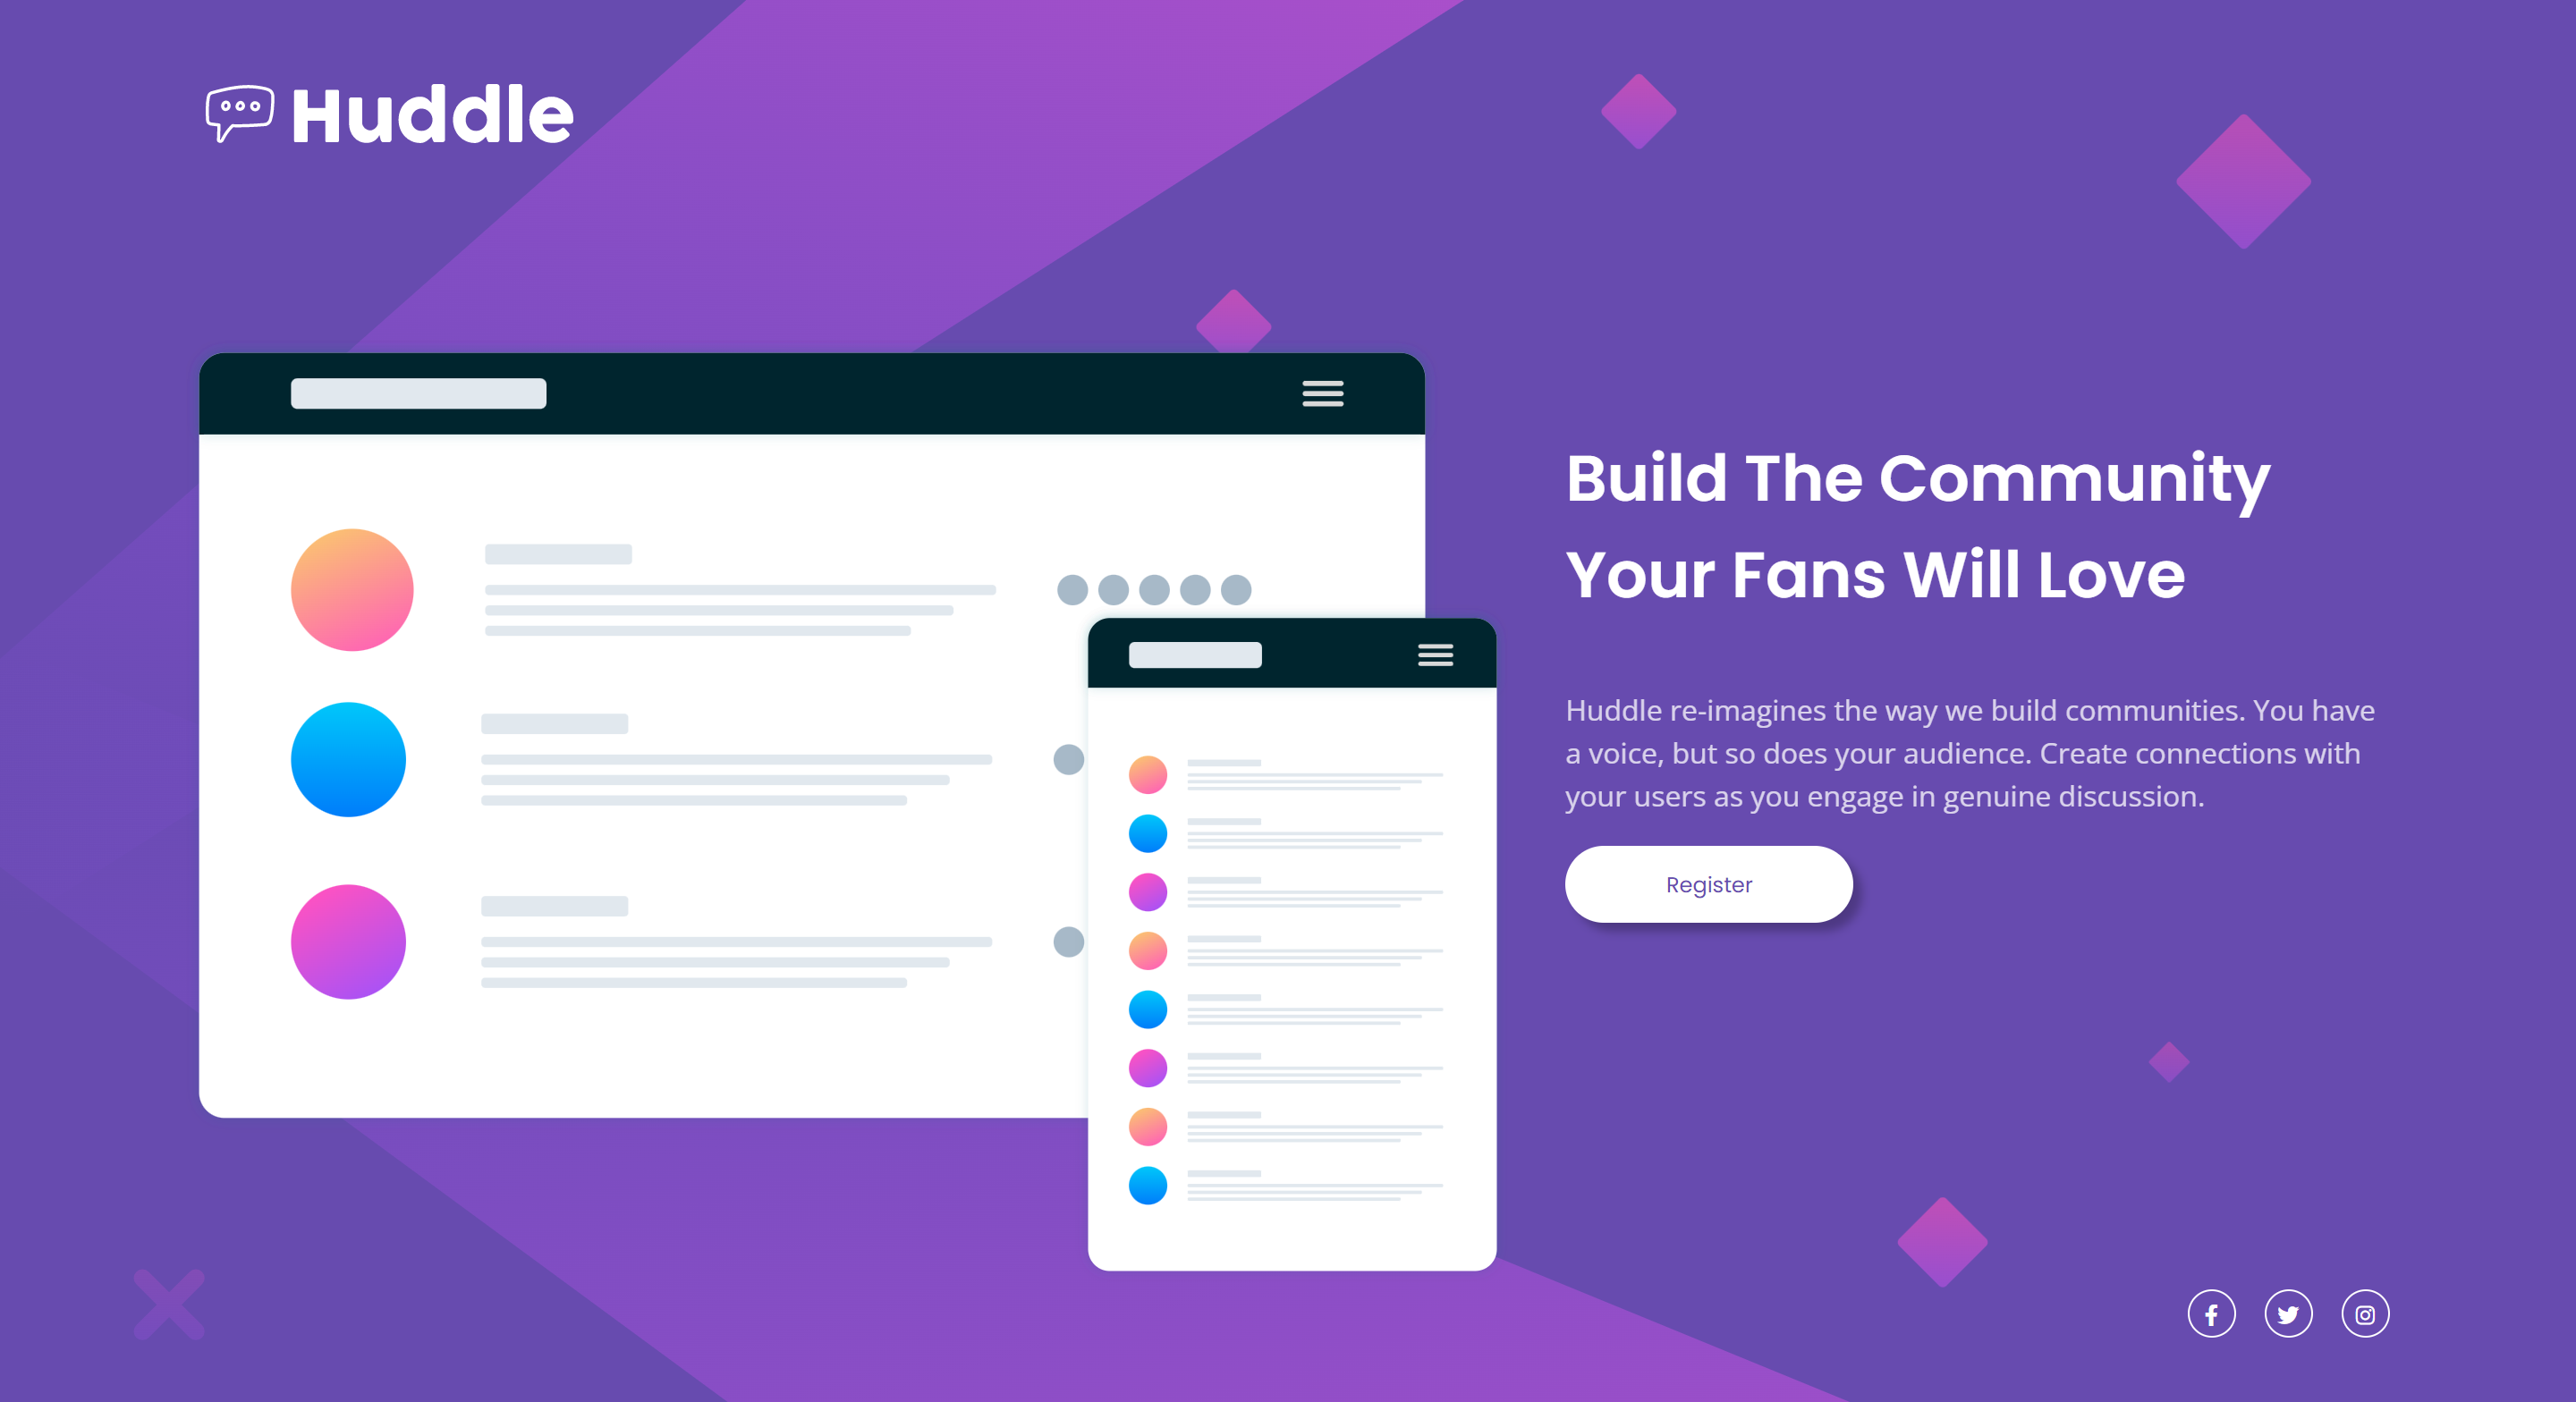 Huddle
Build The Community
Your Fans Will Love
Huddle re-imagines the way we build communities. You have
a voice, but so does your audience. Create connections with
your users as you engage in genuine discussion.
Register